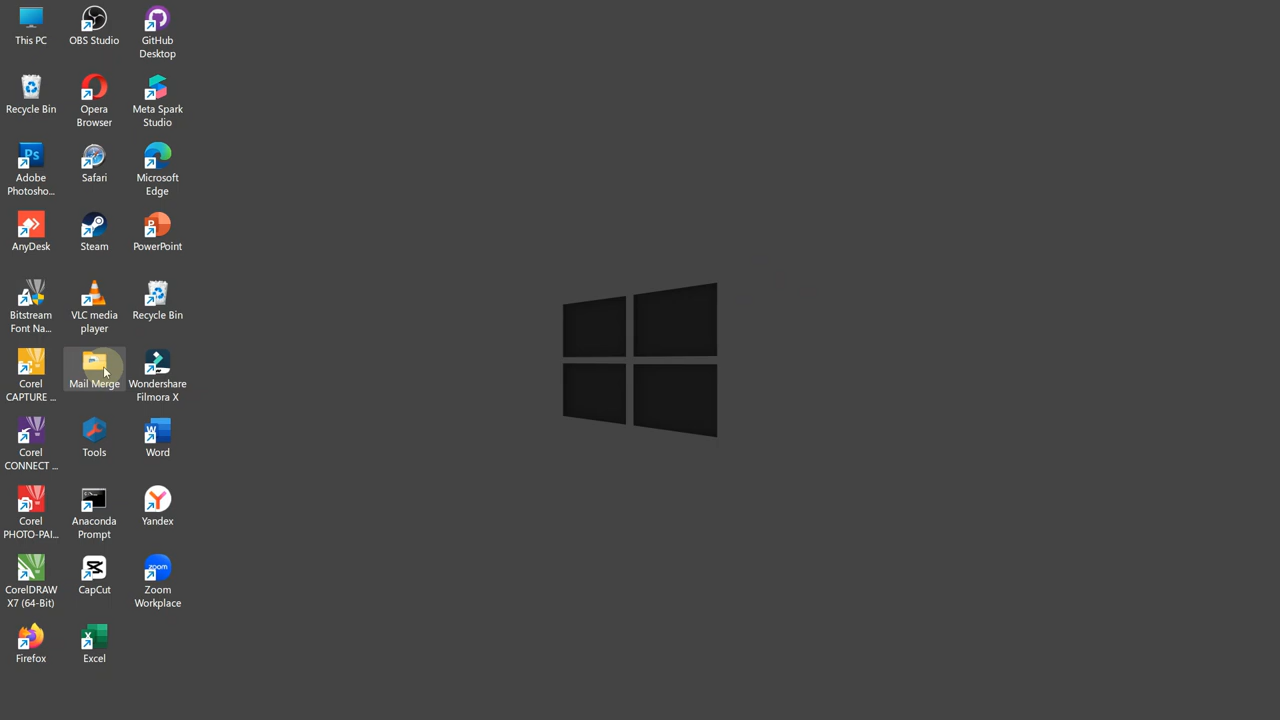 This PC
Recycle Bin
Adobe
Photosho...
AnyDesk
Bitstream
Font Na...
Corel
CAPTURE ...
Corel
CONNECT ...
Corel
PHOTO-PAI...
CorelDRAW
X7 (64-Bit)
Firefox
OBS Studio
Opera
Browser
Safari
Steam
VLC media
player
Mail Merge
Tools
Anaconda
Prompt
CapCut
Excel
GitHub
Desktop
Meta Spark
Studio
Microsoft
Edge
PowerPoint
Recycle Bin
Wondershare
Filmora X
Word
Yandex
Zoom
Workplace